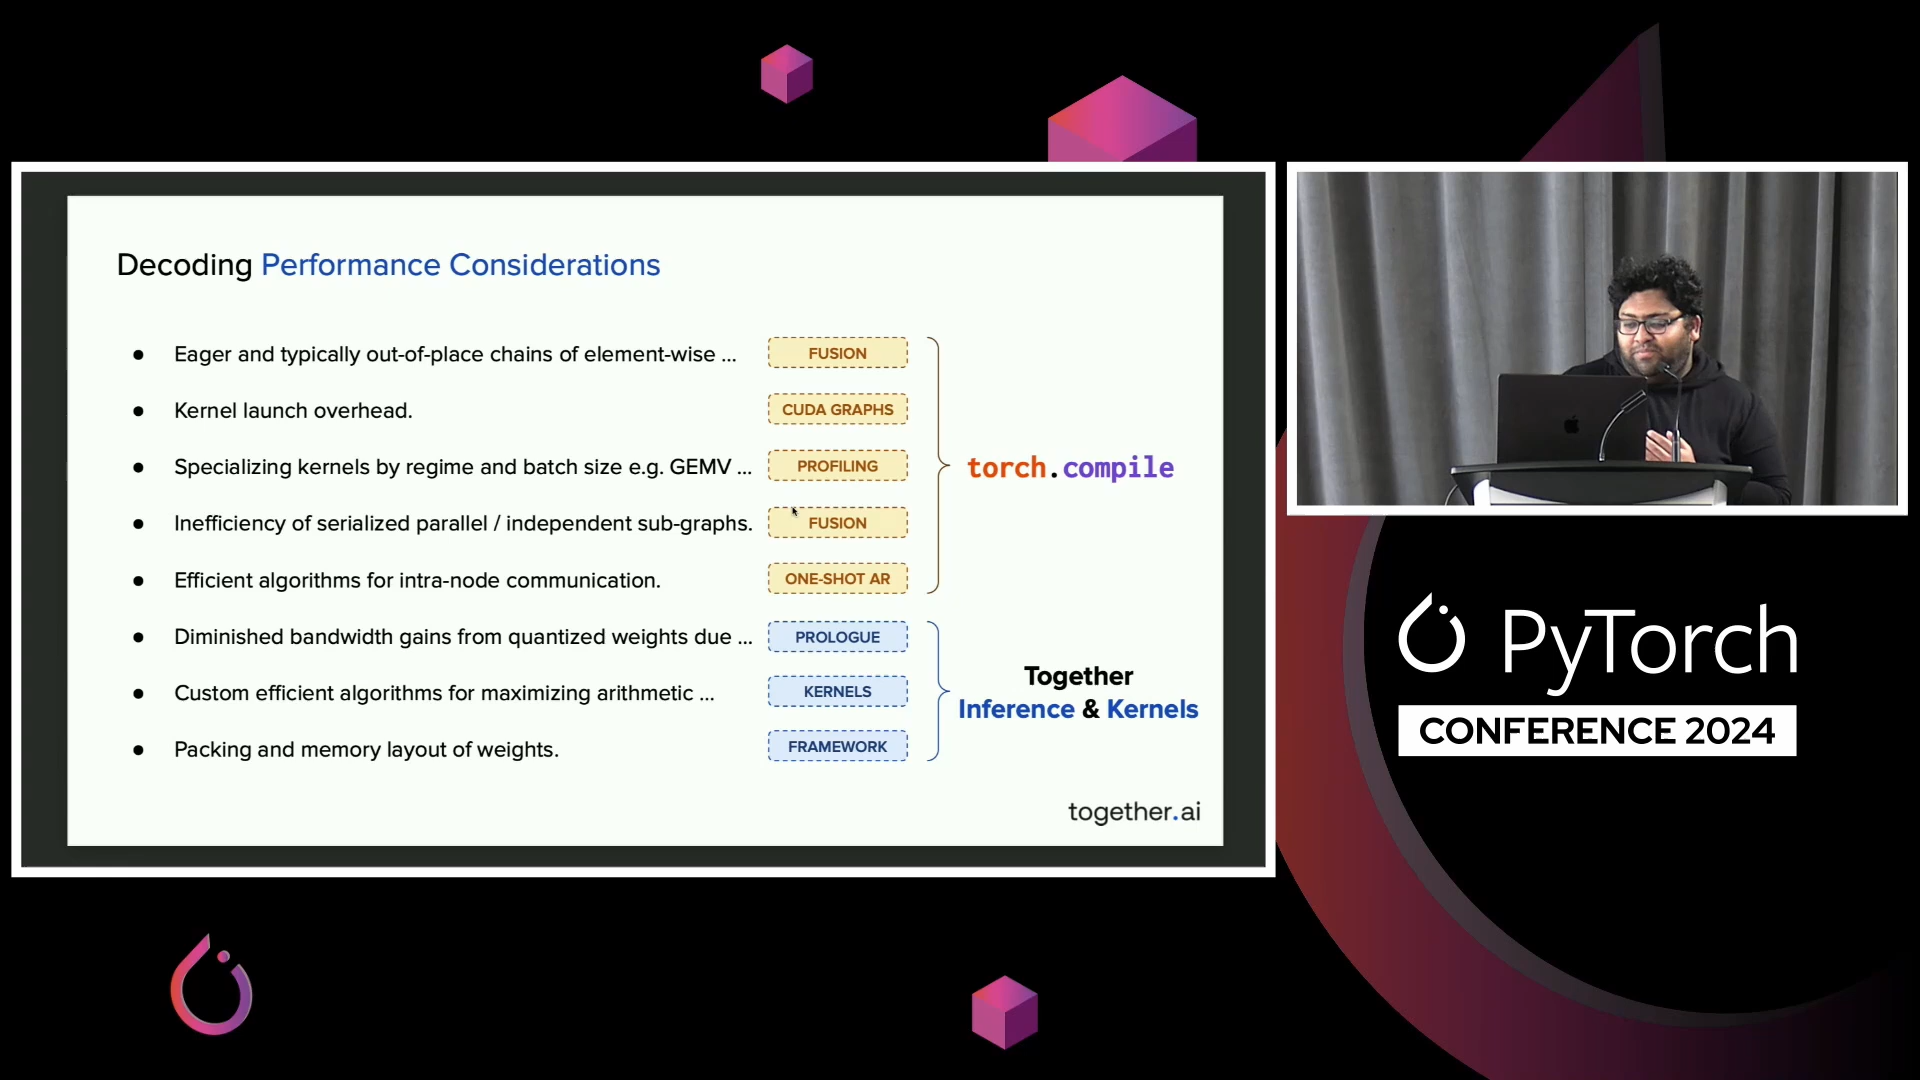 Decoding Performance Considerations
● Eager and typically out-of-place chains of element-wise ... FUSION
● Kernel launch overhead. CUDA GRAPHS
● Specializing kernels by regime and batch size e.g. GEMV ... PROFILING
● Inefficiency of serialized parallel / independent sub-graphs. FUSION
● Efficient algorithms for intra-node communication. ONE-SHOT AR
torch.compile
● Diminished bandwidth gains from quantized weights due ... PROLOGUE
● Custom efficient algorithms for maximizing arithmetic ... KERNELS
● Packing and memory layout of weights. FRAMEWORK
Together
Inference & Kernels
together.ai
PyTorch
CONFERENCE 2024